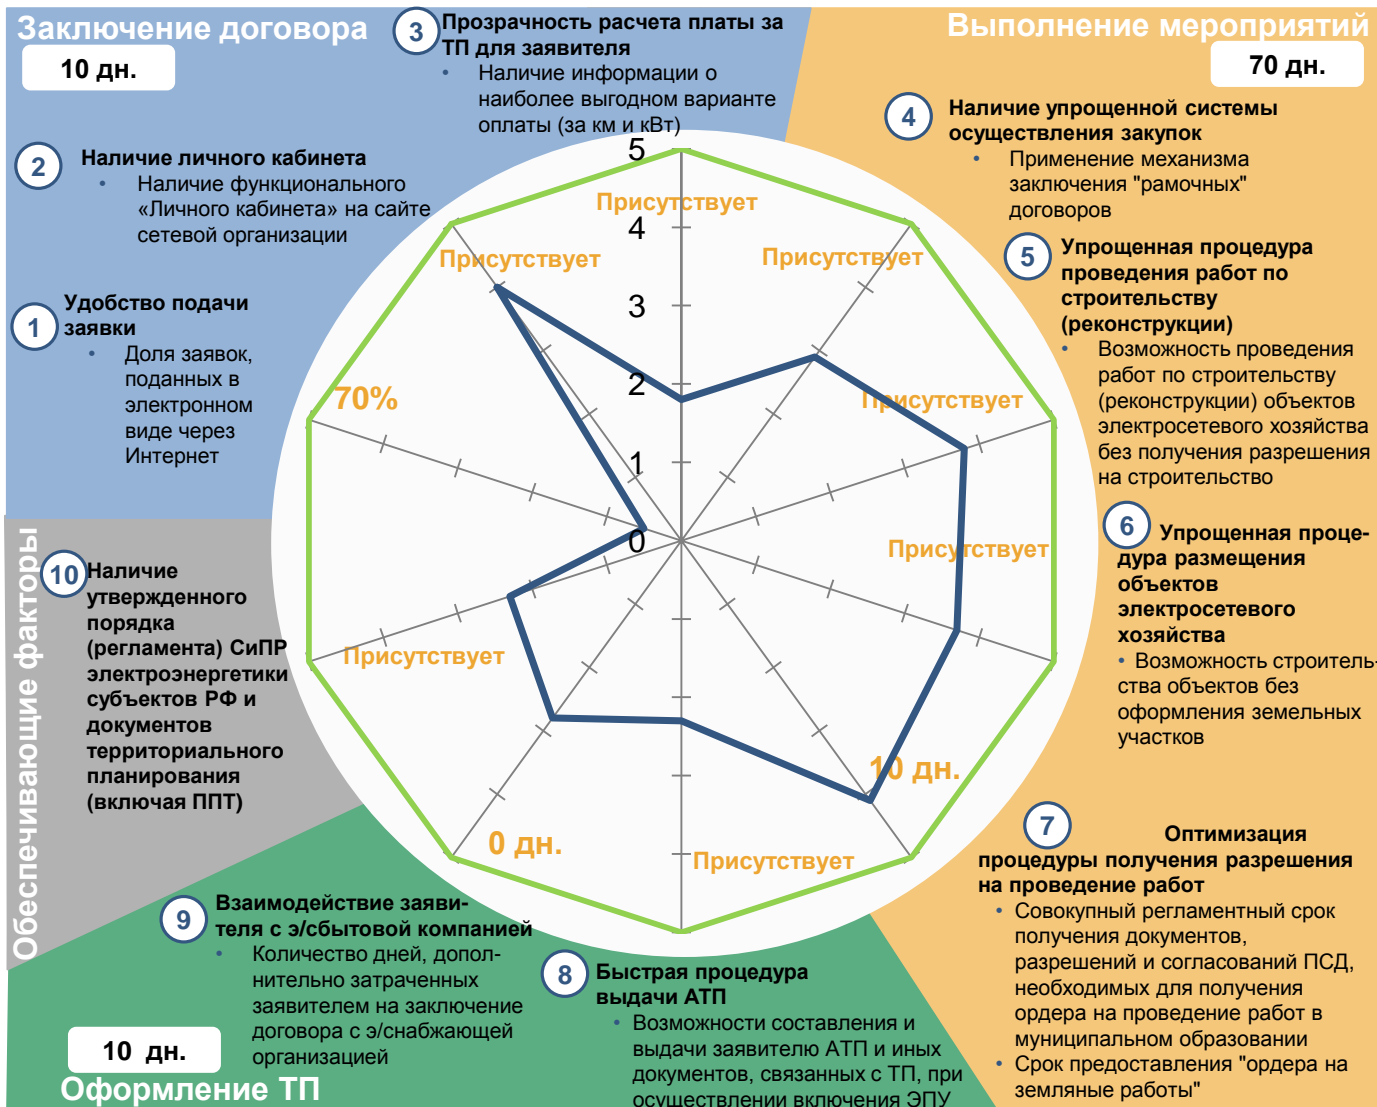 Заключение договора
10 дн.
3
Прозрачность расчета платы за
ТП для заявителя
• Наличие информации о
наиболее выгодном варианте
оплаты (за км и кВт)
Выполнение мероприятий
70 дн.
2
Наличие личного кабинета
• Наличие функционального
«Личного кабинета» на сайте
сетевой организации
1
Удобство подачи
заявки
• Доля заявок,
поданных в
электронном
виде через
Интернет
4
Наличие упрощенной системы
осуществления закупок
• Применение механизма
заключения "рамочных"
договоров
5
Упрощенная процедура
проведения работ по
строительству
(реконструкции)
• Возможность проведения
работ по строительству
(реконструкции) объектов
электросетевого хозяйства
без получения разрешения
на строительство
6
Упрощенная проце-
дура размещения
объектов
электросетевого
хозяйства
• Возможность строитель-
ства объектов без
оформления земельных
участков
7
Оптимизация
процедуры получения разрешения
на проведение работ
• Совокупный регламентный срок
получения документов,
разрешений и согласований ПСД,
необходимых для получения
ордера на проведение работ в
муниципальном образовании
• Срок предоставления "ордера на
земляные работы"
5
4
3
2
1
0
Присутствует
Присутствует
Присутствует
Присутствует
Присутствует
10 дн.
Присутствует
0 дн.
Присутствует
70%
Обеспечивающие факторы
10
Наличие
утвержденного
порядка
(регламента) СиПР
электроэнергетики
субъектов РФ и
документов
территориального
планирования
(включая ППТ)
9
Взаимодействие заяви-
теля с э/сбытовой компанией
• Количество дней, допол-
нительно затраченных
заявителем на заключение
договора с э/снабжающей
организацией
8
Быстрая процедура
выдачи АТП
• Возможности составления и
выдачи заявителю АТП и иных
документов, связанных с ТП, при
осуществлении включения ЭПУ
10 дн.
Оформление ТП